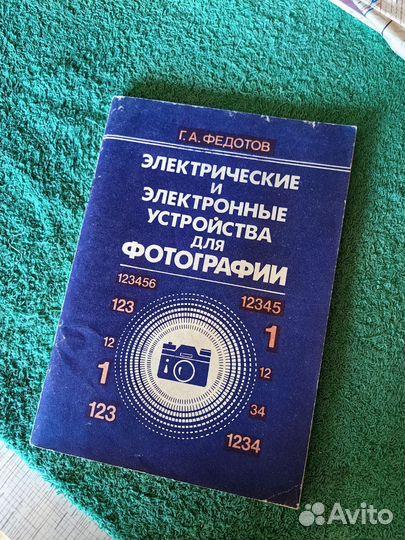 Г. А. ФЕДОТОВ
ЭЛЕКТРИЧЕСКИЕ
и
ЭЛЕКТРОННЫЕ
УСТРОЙСТВА
для
ФОТОГРАФИИ
123456
12345
123
1
12
12
1
34
123
1234
Avito